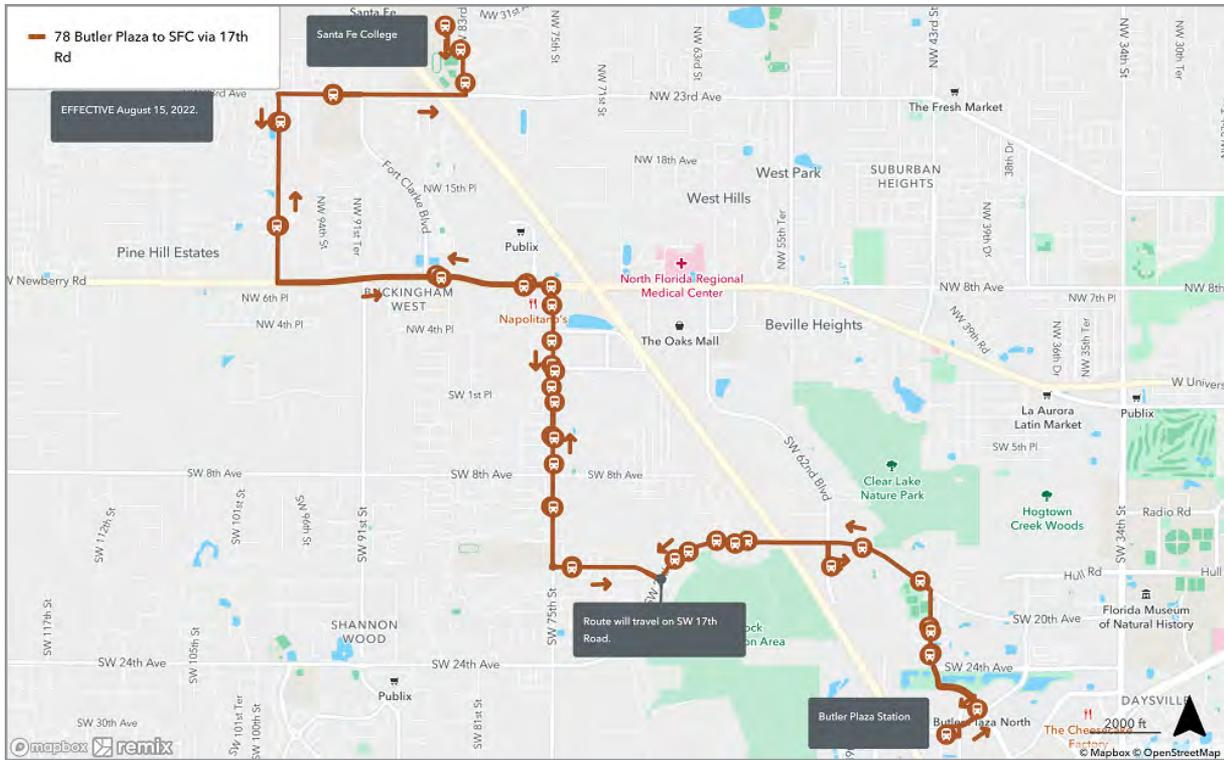 78 Butler Plaza to SFC via 17th
Rd
EFFECTIVE August 15, 2022.
Santa Fe
Santa Fe College
NW 83rd
NW 31st A
NW 75th St
NW 71st St
NW 63rd St
NW 43rd St
NW 34th St
NW 30th Ter
3rd Ave
NW 23rd Ave
The Fresh Market
NW 18th Ave
West Park
SUBURBAN
HEIGHTS
38th Dr
West Hills
Fort Clarke Blvd
NW 15th Pl
NW 94th St
NW 91st Ter
NW 55th Ter
NW 39th Dr
Publix
Pine Hill Estates
North Florida Regional
Medical Center
W Newberry Rd
NW 8th Ave
NW 8th
NW 6th Pl
BUCKINGHAM
WEST
NW 7th Pl
Napolitano's
NW 4th Pl
NW 4th Pl
The Oaks Mall
Beville Heights
NW 39th Rd
NW 36th Dr
NW 35th Ter
W Univers
SW 1st Pl
La Aurora
Latin Market
Publix
SW 5th Pl
SW 62nd Blvd
SW 8th Ave
SW 8th Ave
SW 8th Ave
Clear Lake
Nature Park
Hogtown
Creek Woods
Radio Rd
SW 112th St
SW 101st St
SW 96th St
SW 91st St
SW 34th St
Hull Rd
Hull
SW 75th St
SW 2
Route will travel on SW 17th
Road.
ock
on Area
SW 20th Ave
Florida Museum
of Natural History
SW 117th St
SW 105th St
SHANNON
WOOD
SW 24th Ave
SW 24th Ave
SW 24th Ave
Publix
SW 81st St
SW 30th Ave
SW 101st Ter
SW 100th St
Butler Plaza Station
Butler Plaza North
DAYSVILLE
2000 ft
The Cheesecake
Factory
mapbox remix
© Mapbox © OpenStreetMap